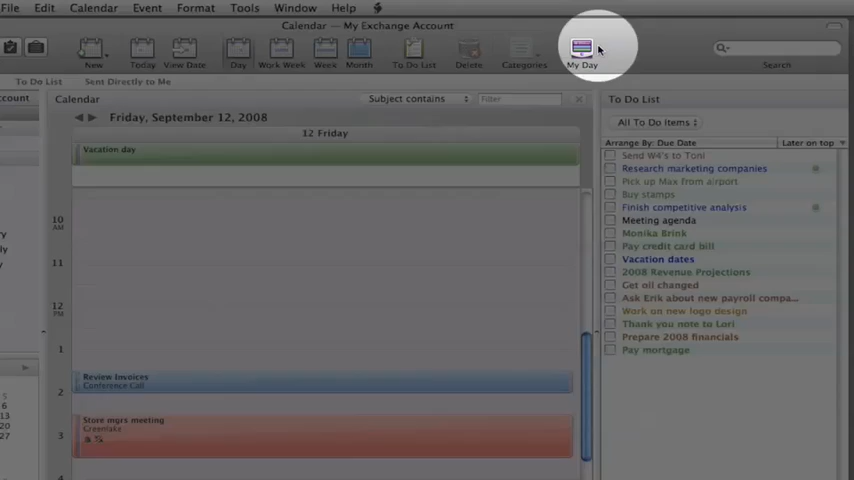 File Edit Calendar Event Format Tools Window Help
Calendar — My Exchange Account
New Today View Date Day Work Week Week Month To Do List Delete Categories My Day Search
To Do List Sent Directly to Me
Calendar Subject contains Filter To Do List
Friday, September 12, 2008
All To Do Items
12 Friday
Arrange By: Due Date Later on top
Vacation day
Send W4's to Toni
Research marketing companies
Pick up Max from airport
Buy stamps
Finish competitive analysis
Meeting agenda
Monika Brink
Pay credit card bill
Vacation dates
2008 Revenue Projections
Get oil changed
Ask Erik about new payroll compa...
Work on new logo design
Thank you note to Lori
Prepare 2008 financials
Pay mortgage
10
AM
11
12
PM
1
Review Invoices
Conference Call
2
Store mgrs meeting
Greenlake
3
5
6
13
20
27